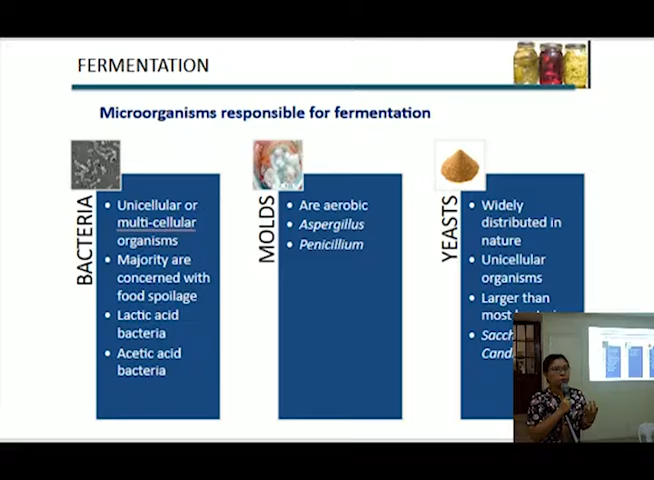 FERMENTATION
Microorganisms responsible for fermentation
BACTERIA
• Unicellular or
multi-cellular
organisms
• Majority are
concerned with
food spoilage
• Lactic acid
bacteria
• Acetic acid
bacteria
MOLDS
• Are aerobic
• Aspergillus
• Penicillium
YEASTS
• Widely
distributed in
nature
• Unicellular
organisms
• Larger than